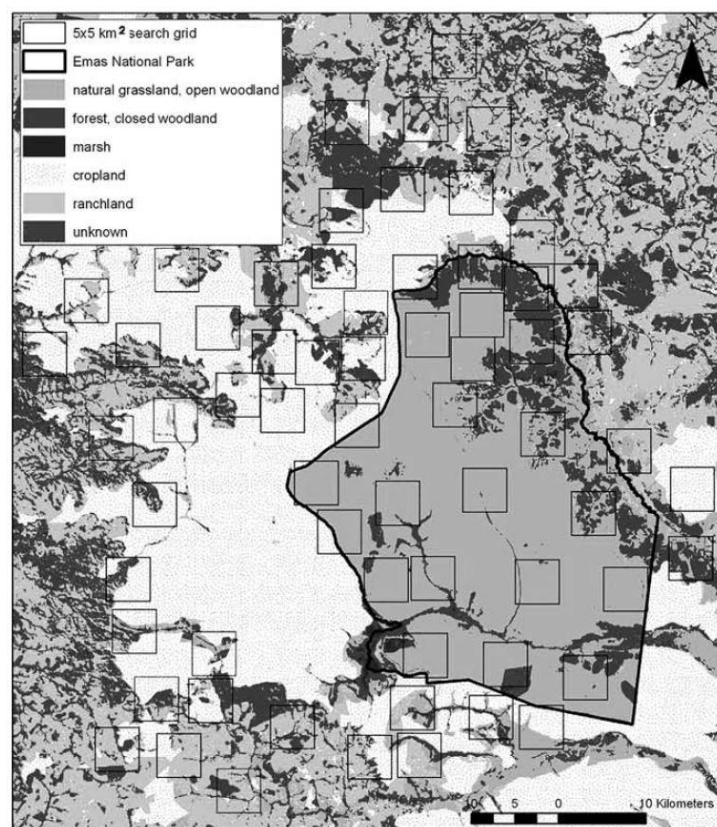 N
5x5 km² search grid
Emas National Park
natural grassland, open woodland
forest, closed woodland
marsh
cropland
ranchland
unknown
10 5 0 10 Kilometers